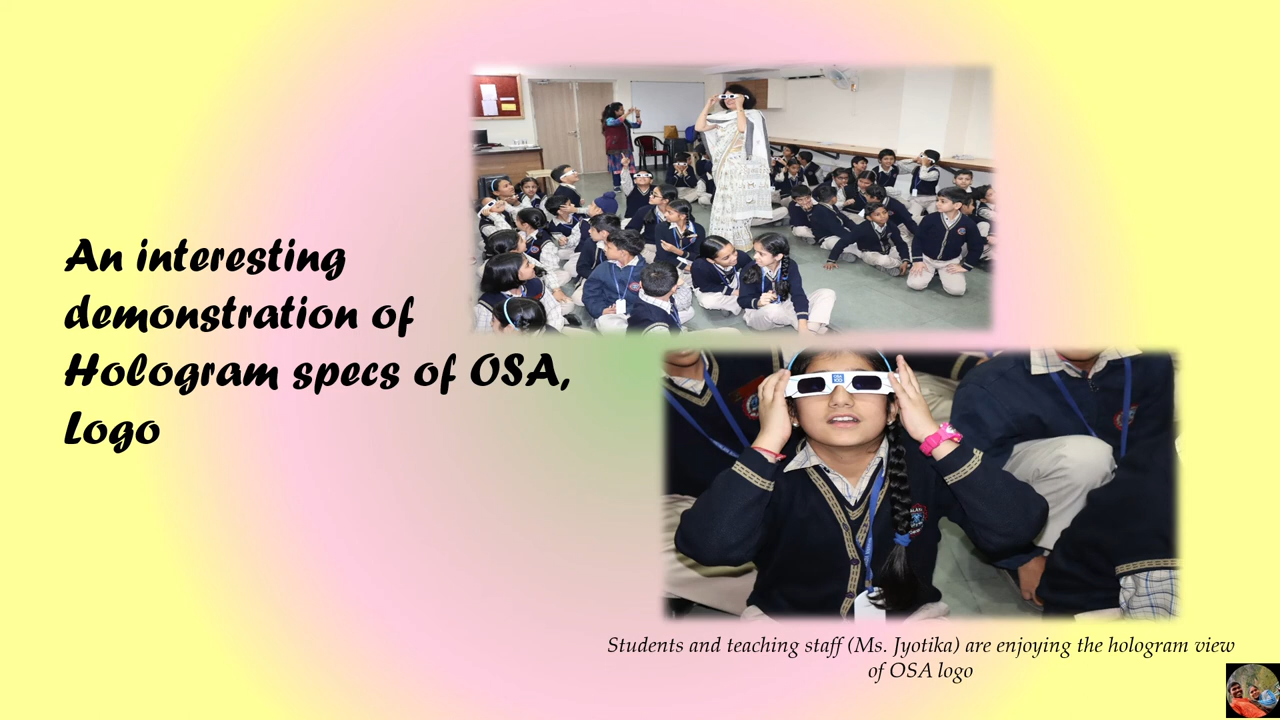 An interesting
demonstration of
Hologram specs of OSA,
Logo
Students and teaching staff (Ms. Jyotika) are enjoying the hologram view
of OSA logo